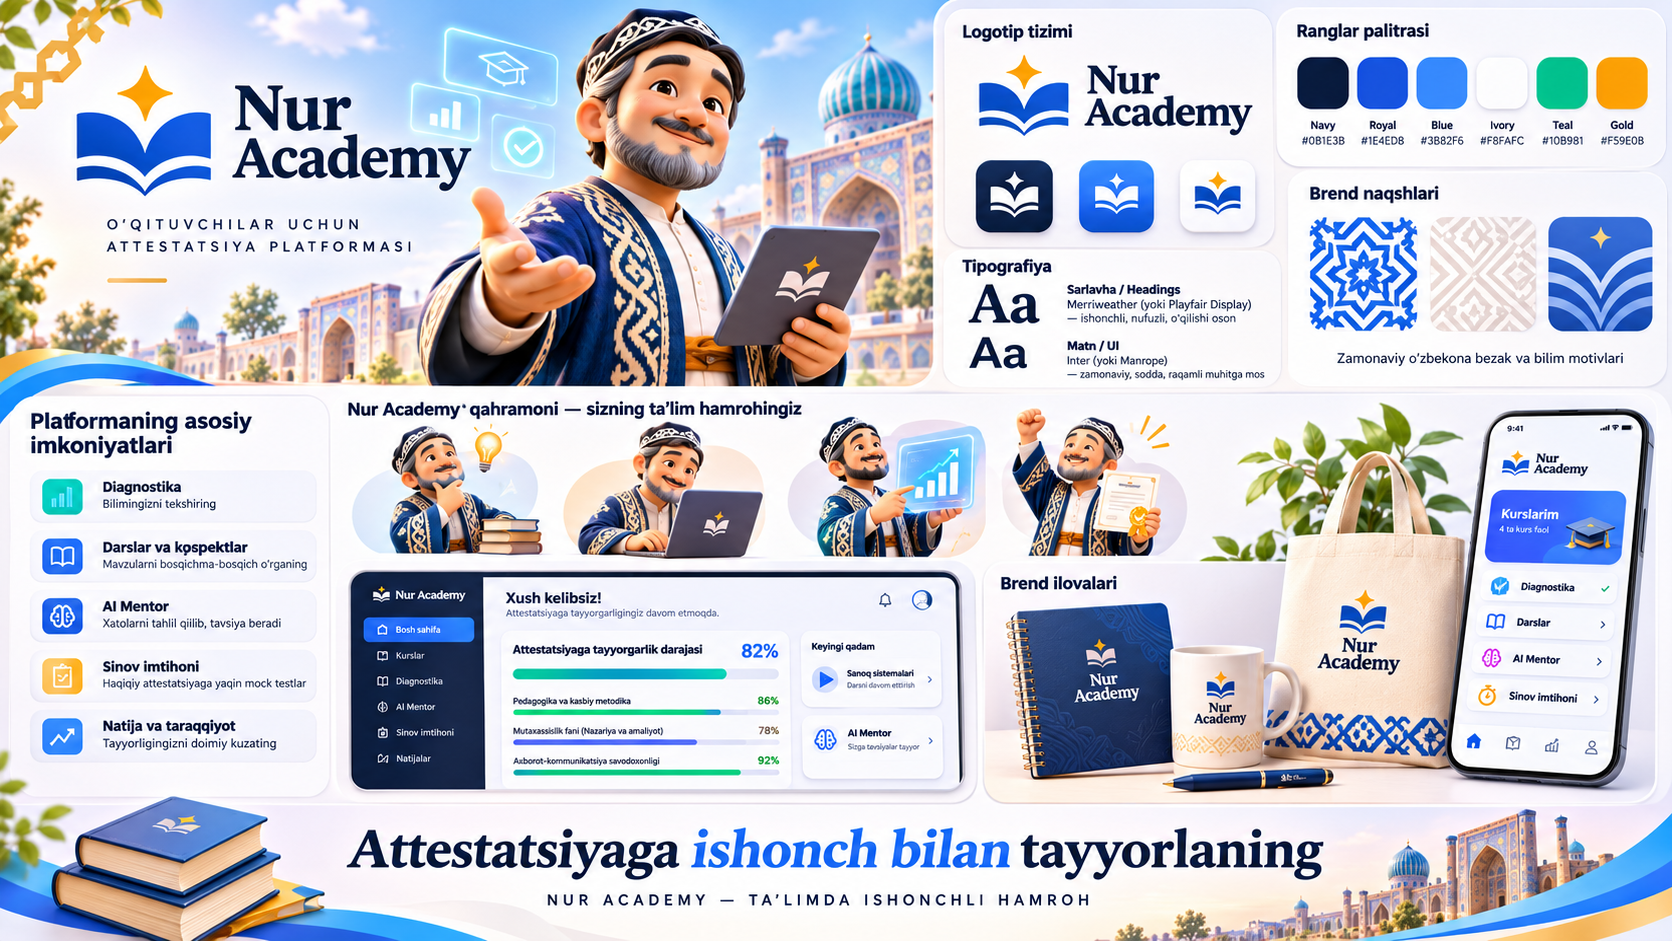 Nur
Academy
O‘QITUVCHILAR UCHUN
ATTESTATSIYA PLATFORMASI
Logotip tizimi
Nur
Academy
Ranglar palitrasi
Navy
#0B1E3B
Royal
#1E4ED8
Blue
#3B82F6
Ivory
#F8FAFC
Teal
#10B981
Gold
#F59E0B
Tipografiya
Aa
Sarlavha / Headings
Merriweather (yoki Playfair Display)
— ishonchli, nufuzli, o‘qilishi oson
Aa
Matn / UI
Inter (yoki Manrope)
— zamonaviy, sodda, raqamli muhitga mos
Brend naqshlari
Zamonaviy o‘zbekona bezak va bilim motivlari
Platformaning asosiy
imkoniyatlari
Diagnostika
Bilimingizni tekshiring
Darslar va
Mavzularni bosqichma-bosqich o‘rganing
AI Mentor
Xatolarni tahlil qiilib, tavsiya beradi
Sinov imtihoni
Haqiqiy attestatsiyaga yaqin mock testlar
Natija va taraqqiyot
Tayyorligingizni doimiy kuzating
Nur Academy qahramoni — sizning ta’lim hamrohingiz
Nur Academy
Bosh sahifa
Kurslar
Diagnostika
AI Mentor
Sinov imtihoni
Natijalar
Xush kelibsiz!
Attestatsiyaga tayyorgarligingiz davom etmoqda.
Attestatsiyaga tayyorgarlik darajasi 82%
Pedagogika va kasbiy metodika 86%
Mutaxassislik fani (Nazariya va amaliyot) 78%
Axborot-kommunikatsiya savodoxonligi 92%
Keyingi qadam
Sanoq sistemalari
Darsni davom ettirish
AI Mentor
Sizga tavsiyalar tayyor
Brend ilovalari
Nur
Academy
Nur
Academy
Nur
Academy
9:41
Nur
Academy
Kurslarim
4 ta kurs faol
Diagnostika
Darslar
AI Mentor
Sinov imtihoni
Attestatsiyaga ishonch bilan tayyorlaning
NUR ACADEMY — TA’LIMDA ISHONCHLI HAMROH